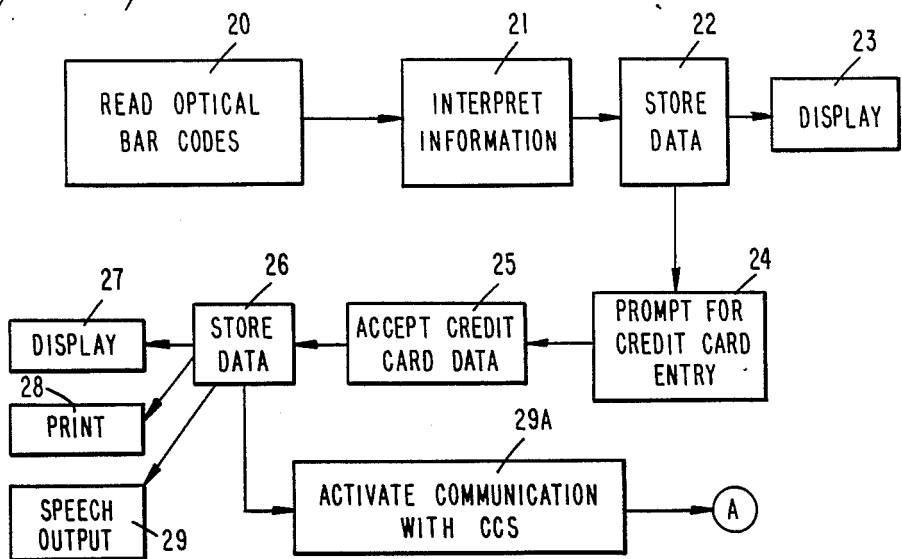 20
READ OPTICAL
BAR CODES
21
INTERPRET
INFORMATION
22
STORE
DATA
23
DISPLAY
24
PROMPT FOR
CREDIT CARD
ENTRY
25
ACCEPT CREDIT
CARD DATA
26
STORE
DATA
27
DISPLAY
28
PRINT
SPEECH
OUTPUT
29
29A
ACTIVATE COMMUNICATION
WITH CCS
A